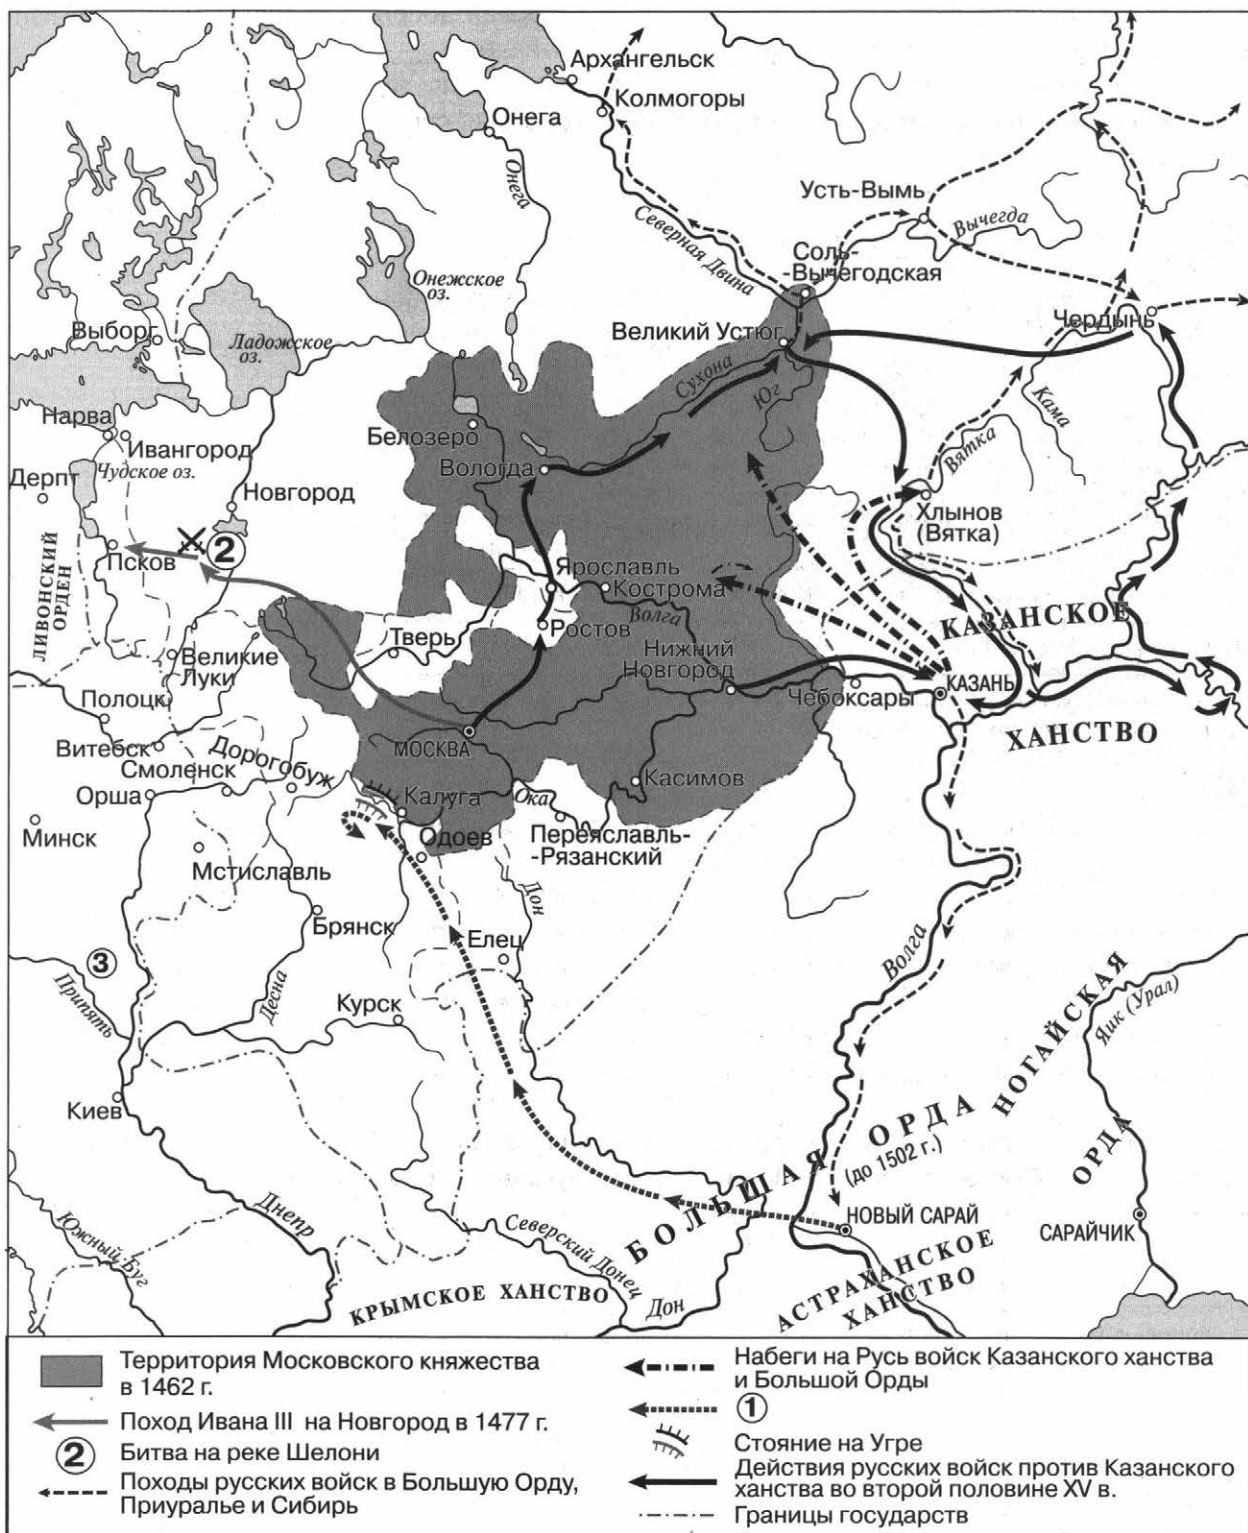 Архангельск
Колмогоры
Онега
Онега
Усть-Вымь
Вычегда
Северная Двина
Соль-
-Вычегодская
Онежское
оз.
Выборг
Ладожское
оз.
Великий Устюг
Чердынь
Сухона
Юг
Кама
Нарва
Ивангород
Чудское оз.
Белозеро
Вологда
Вятка
Дерпт
Новгород
Хлынов
(Вятка)
2
Псков
ЛИВОНСКИЙ
ОРДЕН
Ярославль
Кострома
Волга
КАЗАНСКОЕ
Тверь
Ростов
Нижний
Новгород
Великие
Луки
Чебоксары
КАЗАНЬ
Полоцк
ХАНСТВО
Витебск
МОСКВА
Смоленск
Дорогобуж
Касимов
Орша
Калуга
Ока
Минск
Одоев
Переяславль-
-Рязанский
Мстиславль
Дон
Брянск
Елец
Волга
3
Припять
Десна
Курск
Яик (Урал)
НОГАЙСКАЯ
ОРДА
Киев
БОЛЬШАЯ ОРДА
(до 1502 г.)
Днепр
НОВЫЙ САРАЙ
САРАЙЧИК
Южный Буг
Северский Донец
АСТРАХАНСКОЕ
ХАНСТВО
КРЫМСКОЕ ХАНСТВО
Дон
Территория Московского княжества
в 1462 г.
Поход Ивана III на Новгород в 1477 г.
2 Битва на реке Шелони
Походы русских войск в Большую Орду,
Приуралье и Сибирь
Набеги на Русь войск Казанского ханства
и Большой Орды
1
Стояние на Угре
Действия русских войск против Казанского
ханства во второй половине XV в.
Границы государств